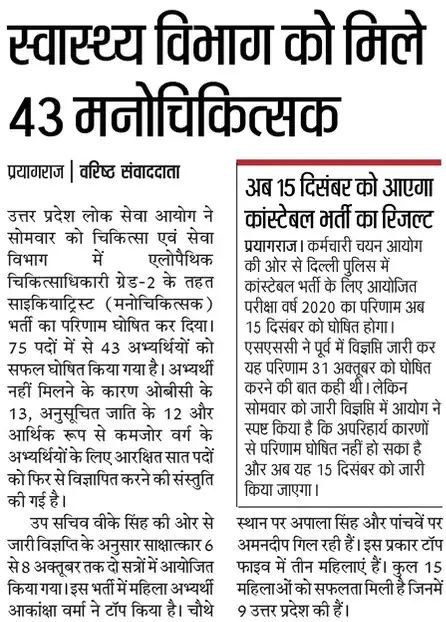 स्वास्थ्य विभाग को मिले
43 मनोचिकित्सक
प्रयागराज | वरिष्ठ संवाददाता
उत्तर प्रदेश लोक सेवा आयोग ने
सोमवार को चिकित्सा एवं सेवा
विभाग में एलोपैथिक
चिकित्साधिकारी ग्रेड-2 के तहत
साइकियाट्रिस्ट (मनोचिकित्सक)
भर्ती का परिणाम घोषित कर दिया।
75 पदों में से 43 अभ्यर्थियों को
सफल घोषित किया गया है। अभ्यर्थी
नहीं मिलने के कारण ओबीसी के
13, अनुसूचित जाति के 12 और
आर्थिक रूप से कमजोर वर्ग के
अभ्यर्थियों के लिए आरक्षित सात पदों
को फिर से विज्ञापित करने की संस्तुति
की गई है।
उप सचिव वीके सिंह की ओर से
जारी विज्ञप्ति के अनुसार साक्षात्कार 6
से 8 अक्तूबर तक दो सत्रों में आयोजित
किया गया। इस भर्ती में महिला अभ्यर्थी
आकांक्षा वर्मा ने टॉप किया है। चौथे
स्थान पर अपाला सिंह और पांचवें पर
अमनदीप गिल रही हैं। इस प्रकार टॉप
फाइव में तीन महिलाएं हैं। कुल 15
महिलाओं को सफलता मिली है जिनमें
9 उत्तर प्रदेश की हैं।
अब 15 दिसंबर को आएगा
कांस्टेबल भर्ती का रिजल्ट
प्रयागराज। कर्मचारी चयन आयोग
की ओर से दिल्ली पुलिस में
कांस्टेबल भर्ती के लिए आयोजित
परीक्षा वर्ष 2020 का परिणाम अब
15 दिसंबर को घोषित होगा।
एसएससी ने पूर्व में विज्ञप्ति जारी कर
यह परिणाम 31 अक्तूबर को घोषित
करने की बात कही थी। लेकिन
सोमवार को जारी विज्ञप्ति में आयोग ने
स्पष्ट किया है कि अपरिहार्य कारणों
से परिणाम घोषित नहीं हो सका है
और अब यह 15 दिसंबर को जारी
किया जाएगा।